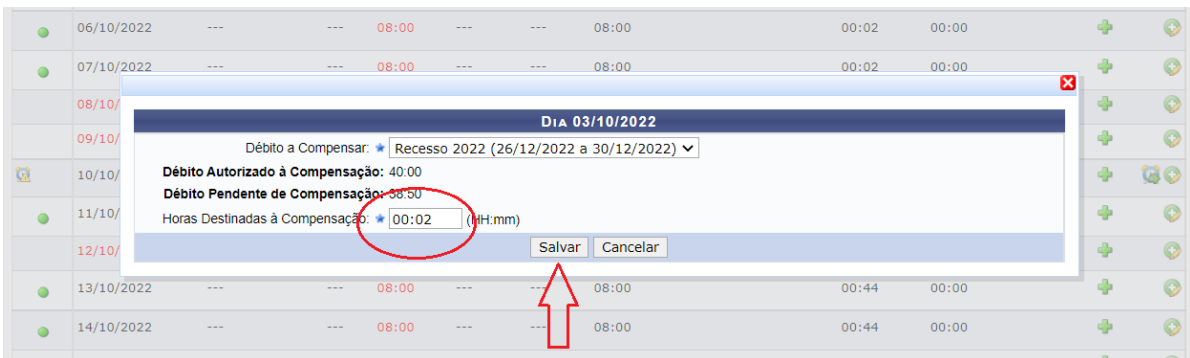 06/10/2022 --- --- 08:00 --- --- 08:00 00:02 00:00
07/10/2022 --- --- 08:00 --- --- 08:00 00:02 00:00
08/10/
DIA 03/10/2022
09/10/
Débito a Compensar: Recesso 2022 (26/12/2022 a 30/12/2022)
10/10/
Débito Autorizado à Compensação: 40:00
Débito Pendente de Compensação: 38:50
11/10/
Horas Destinadas à Compensação: 00:02 (HH:mm)
12/10/
Salvar Cancelar
13/10/2022 --- --- 08:00 --- --- 08:00 00:44 00:00
14/10/2022 --- --- 08:00 --- --- 08:00 00:44 00:00